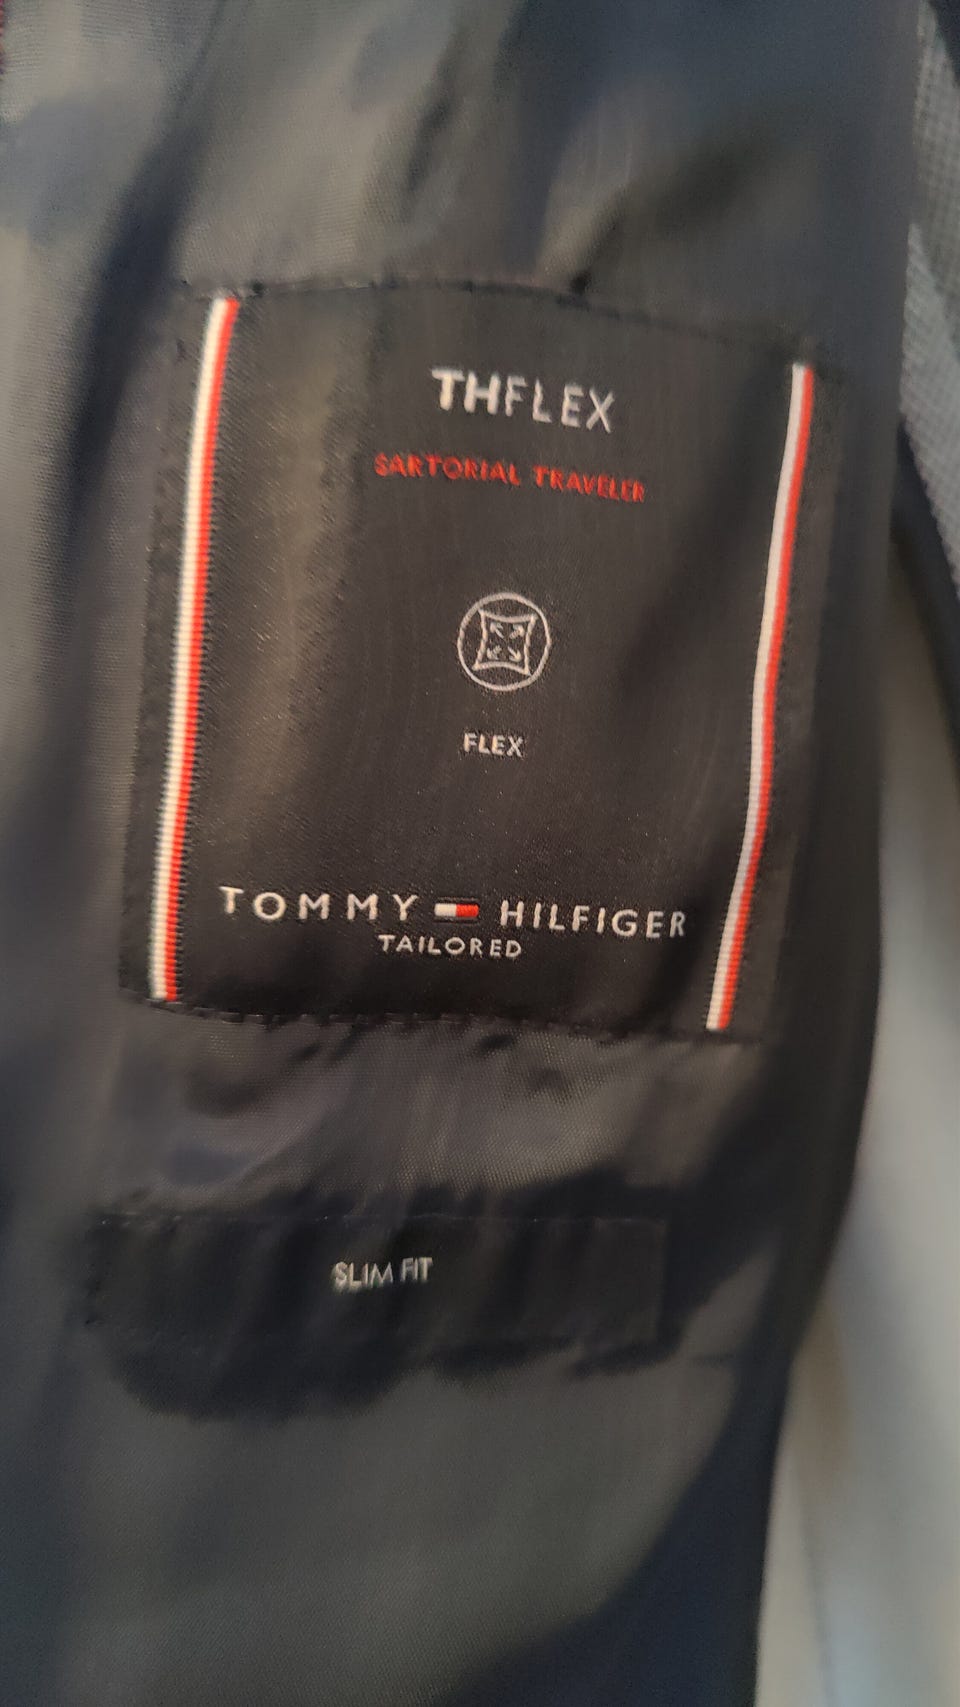 THFLEX
SARTORIAL TRAVELER
FLEX
TOMMY HILFIGER
TAILORED
SLIM FIT